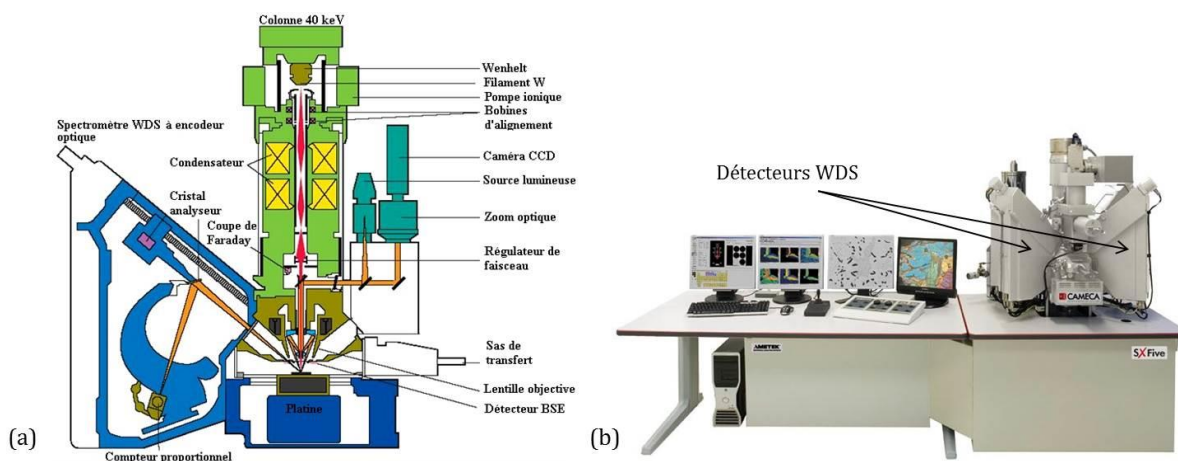 Colonne 40 keV
Wenhelt
Filament W
Pompe ionique
Bobines
d'alignement
Spectromètre WDS à encodeur
optique
Condensateur
Caméra CCD
Source lumineuse
Cristal
analyseur
Coupe de
Faraday
Zoom optique
Régulateur de
faisceau
Sas de
transfert
Lentille objective
Détecteur BSE
Platine
Compteur proportionnel
(a)
Détecteurs WDS
CAMECA
AMETEK
SXFive
(b)